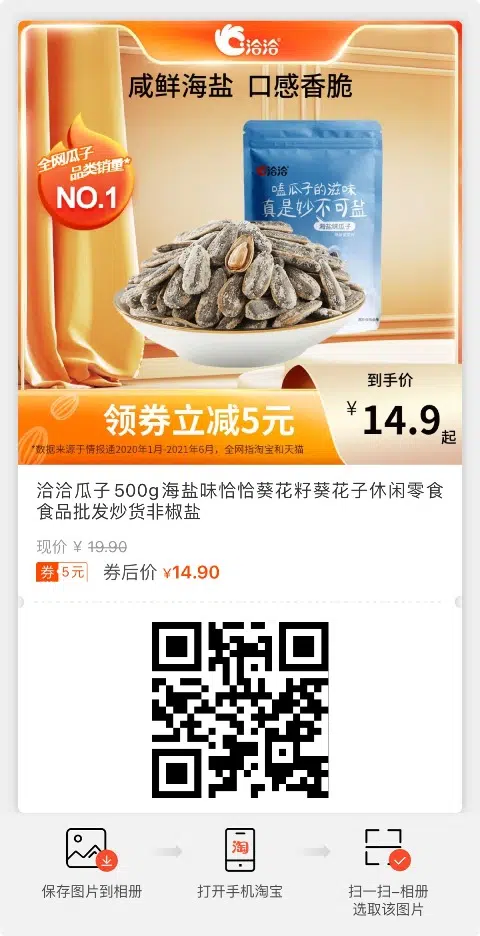 洽洽
咸鲜海盐 口感香脆
全网瓜子
品类销量*
NO.1
洽洽
嗑瓜子的滋味
真是妙不可盐
海盐味瓜子
到手价
领券立减5元
¥14.9起
*数据来源于情报通2020年1月-2021年6月，全网指淘宝和天猫
洽洽瓜子500g海盐味恰恰葵花籽葵花子休闲零食
食品批发炒货非椒盐
现价 ¥ 19.90
券 5元 券后价 ¥14.90
淘
保存图片到相册
打开手机淘宝
扫一扫-相册
选取该图片